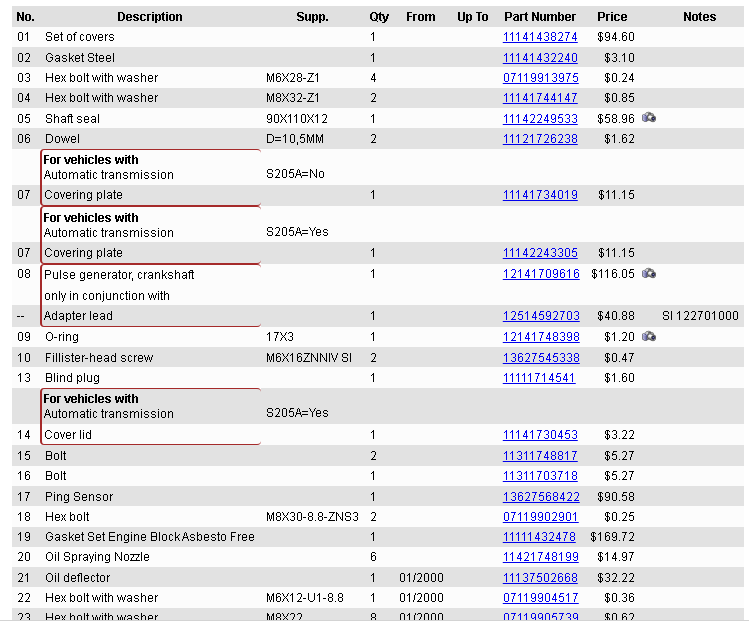 No. Description Supp. Qty From Up To Part Number Price Notes
01 Set of covers 1 11141438274 $94.60
02 Gasket Steel 1 11141432240 $3.10
03 Hex bolt with washer M6X28-Z1 4 07119913975 $0.24
04 Hex bolt with washer M8X32-Z1 2 11141744147 $0.85
05 Shaft seal 90X110X12 1 11142249533 $58.96
06 Dowel D=10,5MM 2 11121726238 $1.62
For vehicles with
Automatic transmission S205A=No
07 Covering plate 1 11141734019 $11.15
For vehicles with
Automatic transmission S205A=Yes
07 Covering plate 1 11142243305 $11.15
08 Pulse generator, crankshaft 1 12141709616 $116.05
only in conjunction with
-- Adapter lead 1 12514592703 $40.88 SI 122701000
09 O-ring 17X3 1 12141748398 $1.20
10 Fillister-head screw M6X16ZNNIV SI 2 13627545338 $0.47
13 Blind plug 1 11111714541 $1.60
For vehicles with
Automatic transmission S205A=Yes
14 Cover lid 1 11141730453 $3.22
15 Bolt 2 11311748817 $5.27
16 Bolt 1 11311703718 $5.27
17 Ping Sensor 1 13627568422 $90.58
18 Hex bolt M8X30-8.8-ZNS3 2 07119902901 $0.25
19 Gasket Set Engine Block Asbesto Free 1 11111432478 $169.72
20 Oil Spraying Nozzle 6 11421748199 $14.97
21 Oil deflector 1 01/2000 11137502668 $32.22
22 Hex bolt with washer M6X12-U1-8.8 1 01/2000 07119904517 $0.36
23 Hex bolt with washer M8X22 8 01/2000 07119905739 $0.62